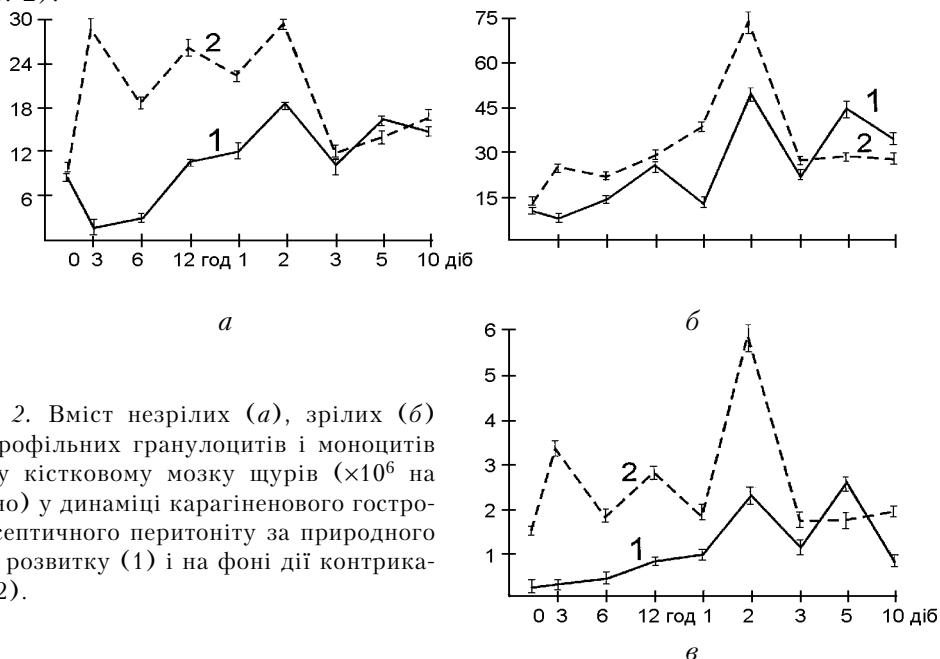 30
24
18
12
6
2
1
0 3 6 12 год 1 2 3 5 10 діб
а
75
60
45
30
15
1
2
б
6
5
4
3
2
1
2
1
0 3 6 12 год 1 2 3 5 10 діб
в
2. Вміст незрілих (а), зрілих (б)
рофільних гранулоцитів і моноцитів
у кістковому мозку щурів (×10⁶ на
но) у динаміці карагіненового гостро-
септичного перитоніту за природного
розвитку (1) і на фоні дії контрика-
2).